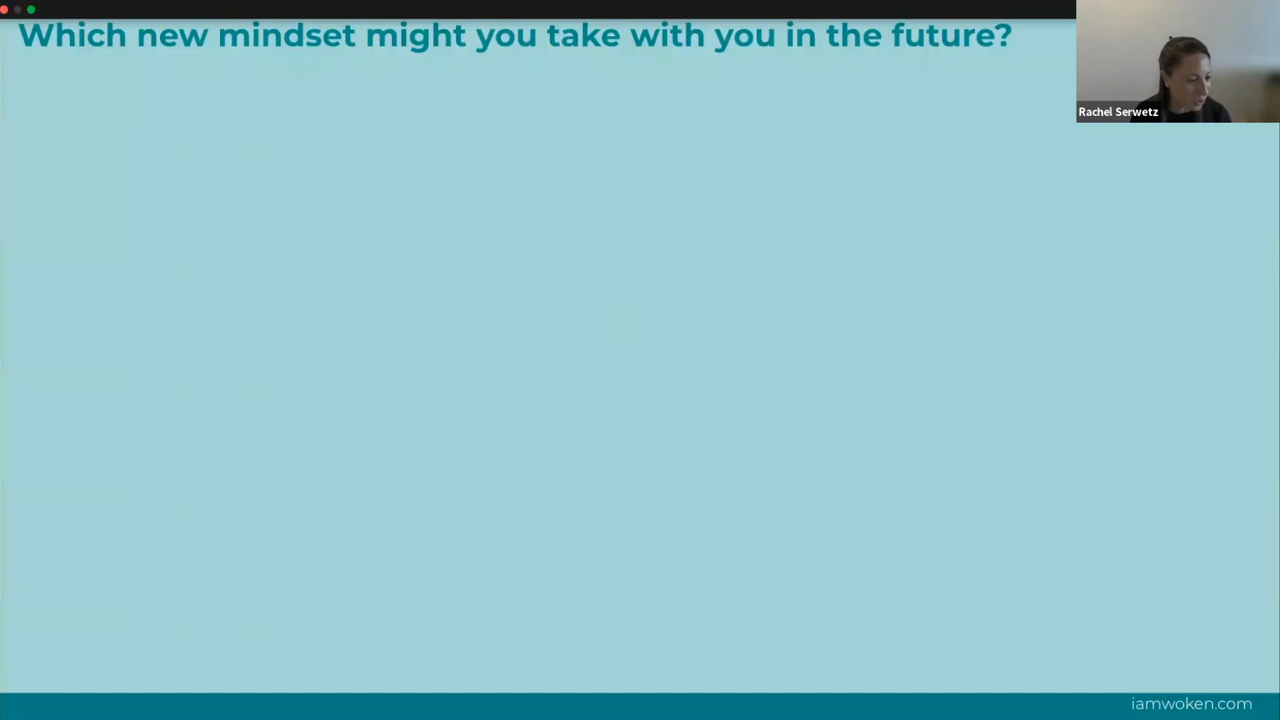 Which new mindset might you take with you in the future?
Rachel Serwetz
iamwoken.com